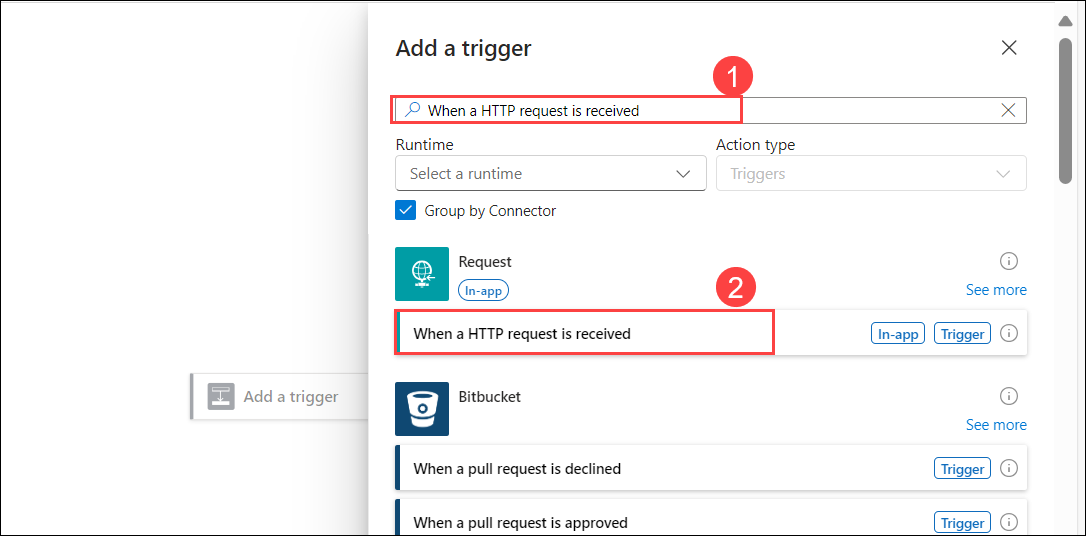 Add a trigger
1
When a HTTP request is received
Runtime
Action type
Select a runtime
Triggers
Group by Connector
Request
In-app
See more
2
When a HTTP request is received
In-app
Trigger
Add a trigger
Bitbucket
See more
When a pull request is declined
Trigger
When a pull request is approved
Trigger